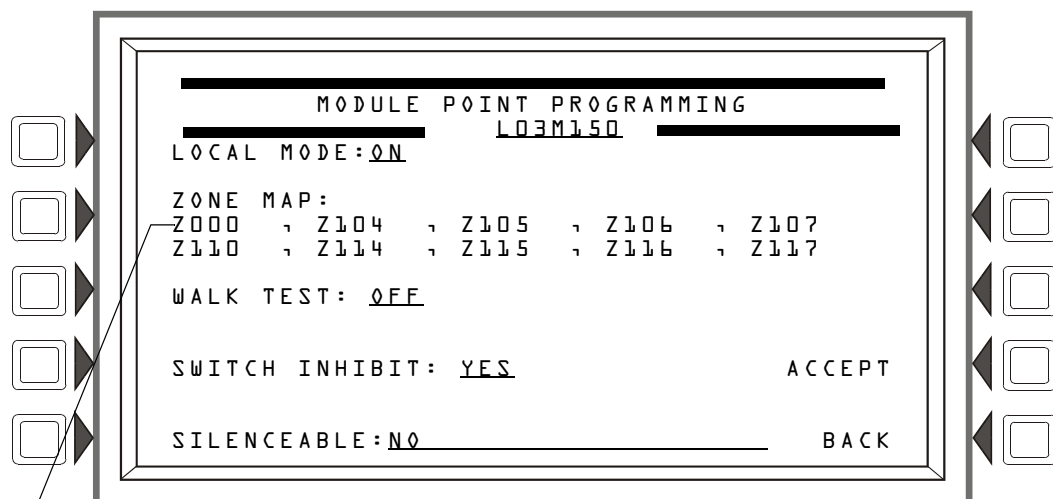 MODULE POINT PROGRAMMING
L03M150
LOCAL MODE:ON
ZONE MAP:
Z000 , Z104 , Z105 , Z106 , Z107
Z110 , Z114 , Z115 , Z116 , Z117
WALK TEST: OFF
SWITCH INHIBIT: YES
ACCEPT
SILENCEABLE:NO
BACK